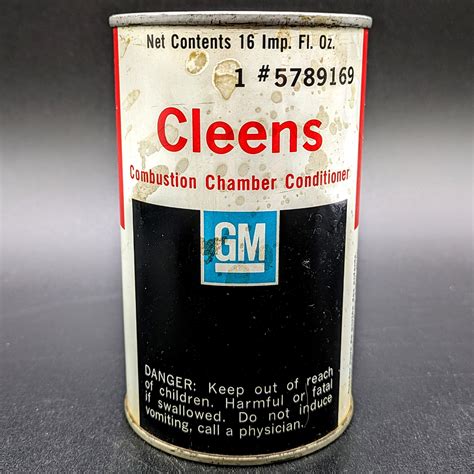 Net Contents 16 Imp. Fl. Oz.
1 #5789169
Cleens
Combustion Chamber Conditioner
GM
DANGER: Keep out of reach
of children. Harmful or fatal
if swallowed. Do not induce
vomiting, call a physician.